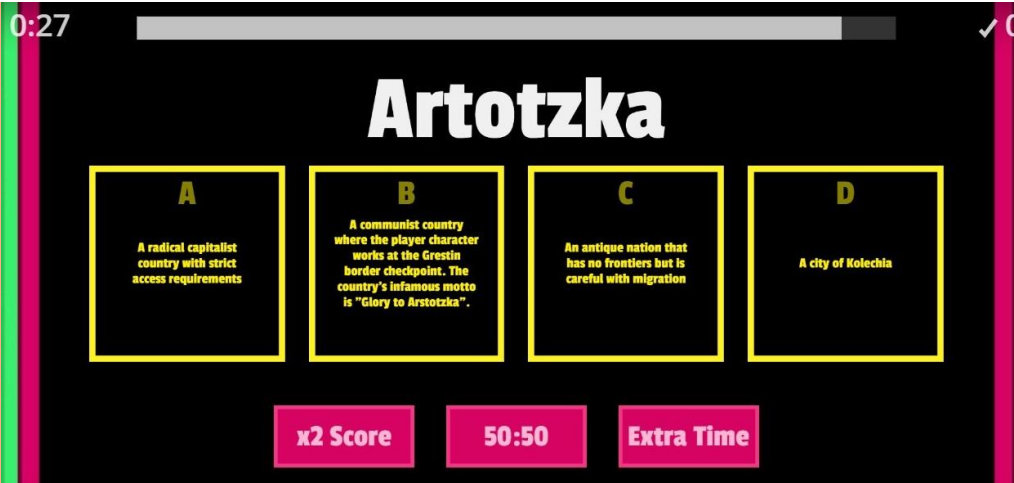 0:27
✓ 0
Artotzka
A
A radical capitalist
country with strict
access requirements
B
A communist country
where the player character
works at the Grestin
border checkpoint. The
country's infamous motto
is "Glory to Arstotzka".
C
An antique nation that
has no frontiers but is
careful with migration
D
A city of Kolechia
x2 Score
50:50
Extra Time